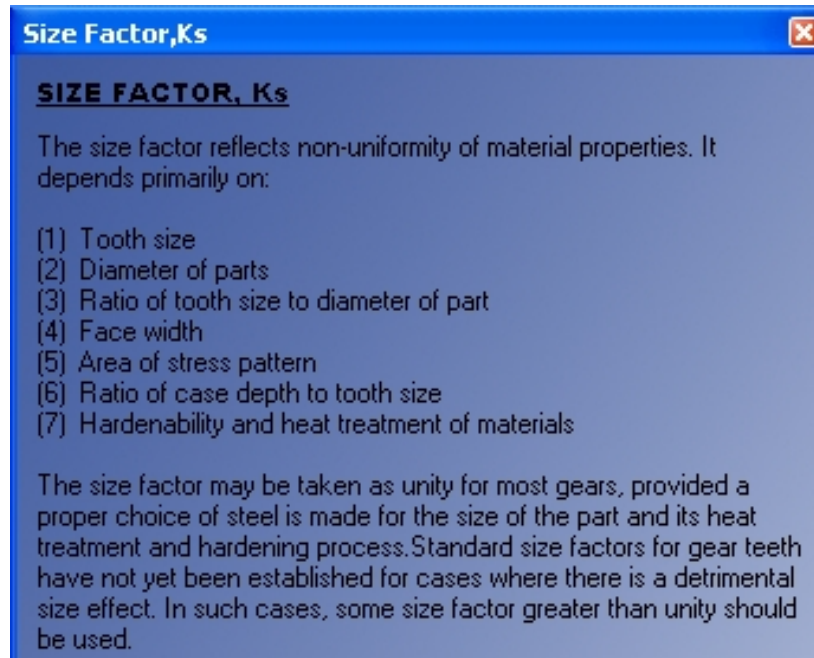 Size Factor,Ks
SIZE FACTOR, Ks
The size factor reflects non-uniformity of material properties. It
depends primarily on:
(1) Tooth size
(2) Diameter of parts
(3) Ratio of tooth size to diameter of part
(4) Face width
(5) Area of stress pattern
(6) Ratio of case depth to tooth size
(7) Hardenability and heat treatment of materials
The size factor may be taken as unity for most gears, provided a
proper choice of steel is made for the size of the part and its heat
treatment and hardening process.Standard size factors for gear teeth
have not yet been established for cases where there is a detrimental
size effect. In such cases, some size factor greater than unity should
be used.